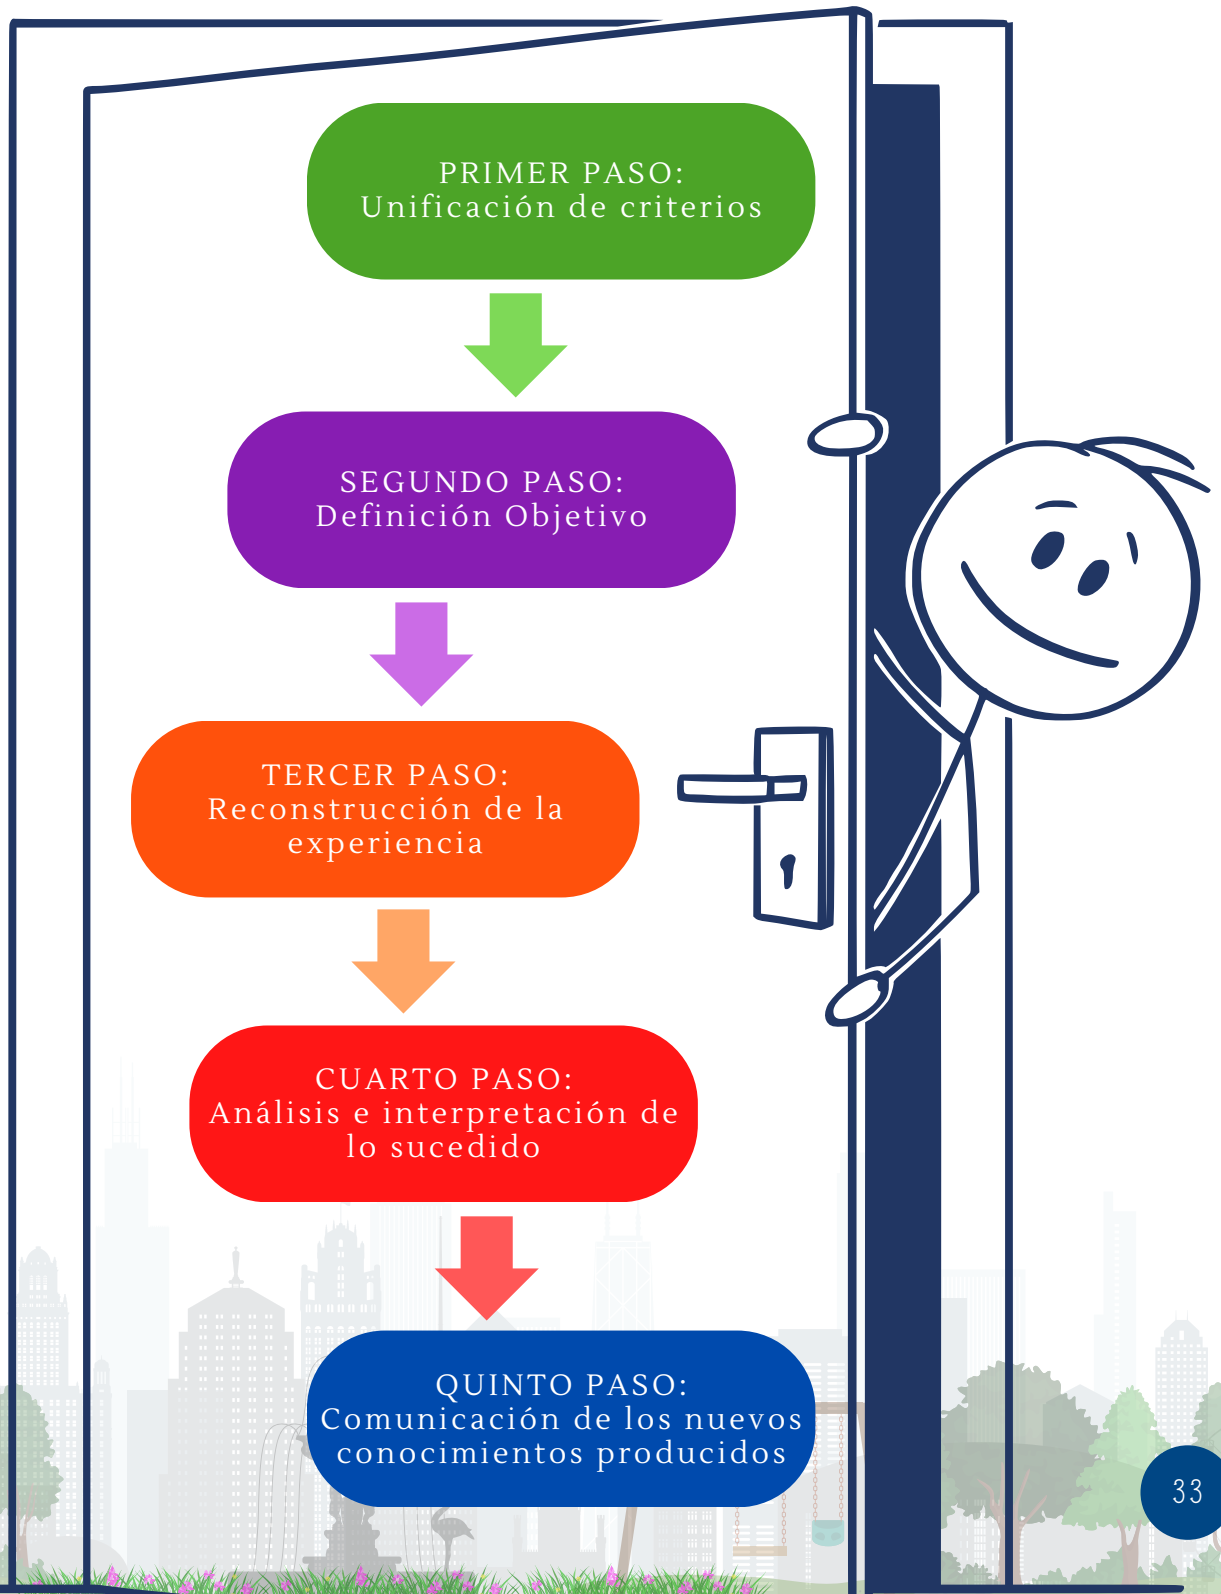 PRIMER PASO:
Unificación de criterios
SEGUNDO PASO:
Definición Objetivo
TERCER PASO:
Reconstrucción de la
experiencia
CUARTO PASO:
Análisis e interpretación de
lo sucedido
QUINTO PASO:
Comunicación de los nuevos
conocimientos producidos
33